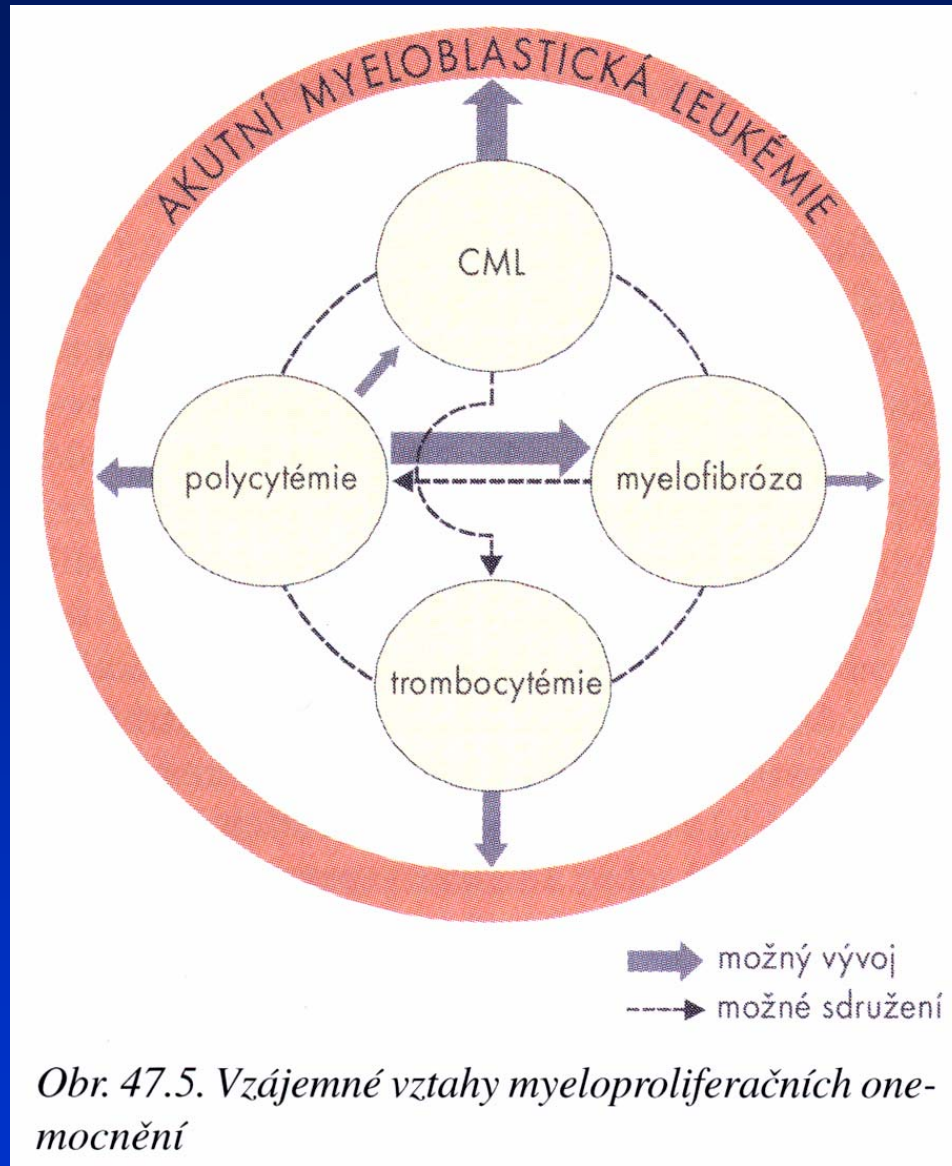 AKUTNÍ MYELOBLASTICKÁ LEUKÉMIE
CML
polycytémie
myelofibróza
trombocytémie
možný vývoj
možné sdružení
Obr. 47.5. Vzájemné vztahy myeloproliferačních one-
mocnění